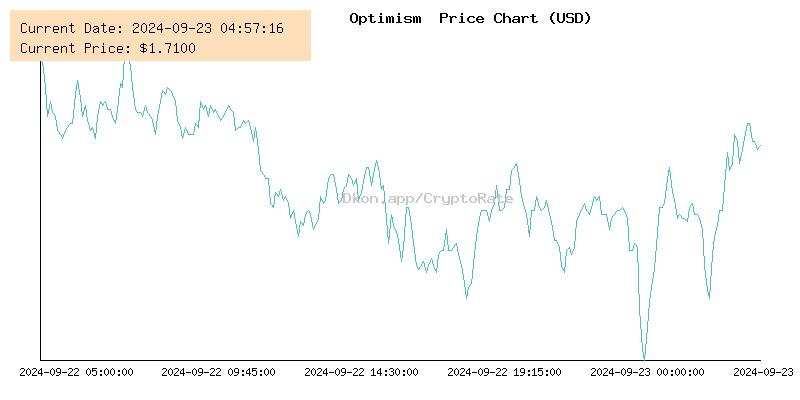 Optimism  Price Chart (USD)
Current Date: 2024-09-23 04:57:16
Current Price: $1.7100
Dkon.app/CryptoRate
2024-09-22 05:00:00 2024-09-22 09:45:00 2024-09-22 14:30:00 2024-09-22 19:15:00 2024-09-23 00:00:00 2024-09-23